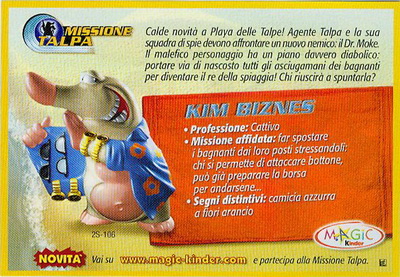 MISSIONE
TALPA
Calde novità a Playa delle Talpe! Agente Talpa e la sua
squadra di spie devono affrontare un nuovo nemico: il Dr. Moke.
Il malefico personaggio ha un piano davvero diabolico:
portare via di nascosto tutti gli asciugamani dei bagnanti
per diventare il re della spiaggia! Chi riuscirà a spuntarla?
KIM BIZNES
• Professione: Cattivo
• Missione affidata: far spostare
i bagnanti dai loro posti stressandoli:
chi si permette di attaccare bottone,
può già preparare la borsa
per andarsene...
• Segni distintivi: camicia azzurra
a fiori arancio
2S-106
MAGIC
Kinder
NOVITÀ Vai su www.magic-kinder.com e partecipa alla Missione Talpa.